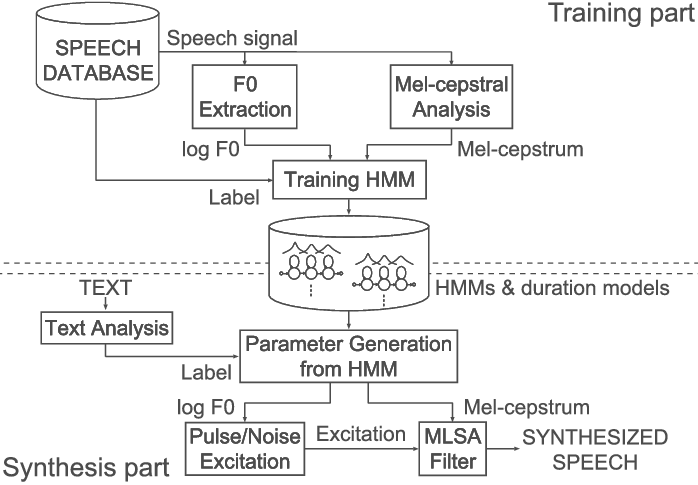 Training part
SPEECH
DATABASE
Speech signal
F0
Extraction
Mel-cepstral
Analysis
log F0
Mel-cepstrum
Training HMM
Label
HMMs & duration models
TEXT
Text Analysis
Parameter Generation
from HMM
Label
log F0
Mel-cepstrum
Pulse/Noise
Excitation
Excitation
MLSA
Filter
SYNTHESIZED
SPEECH
Synthesis part